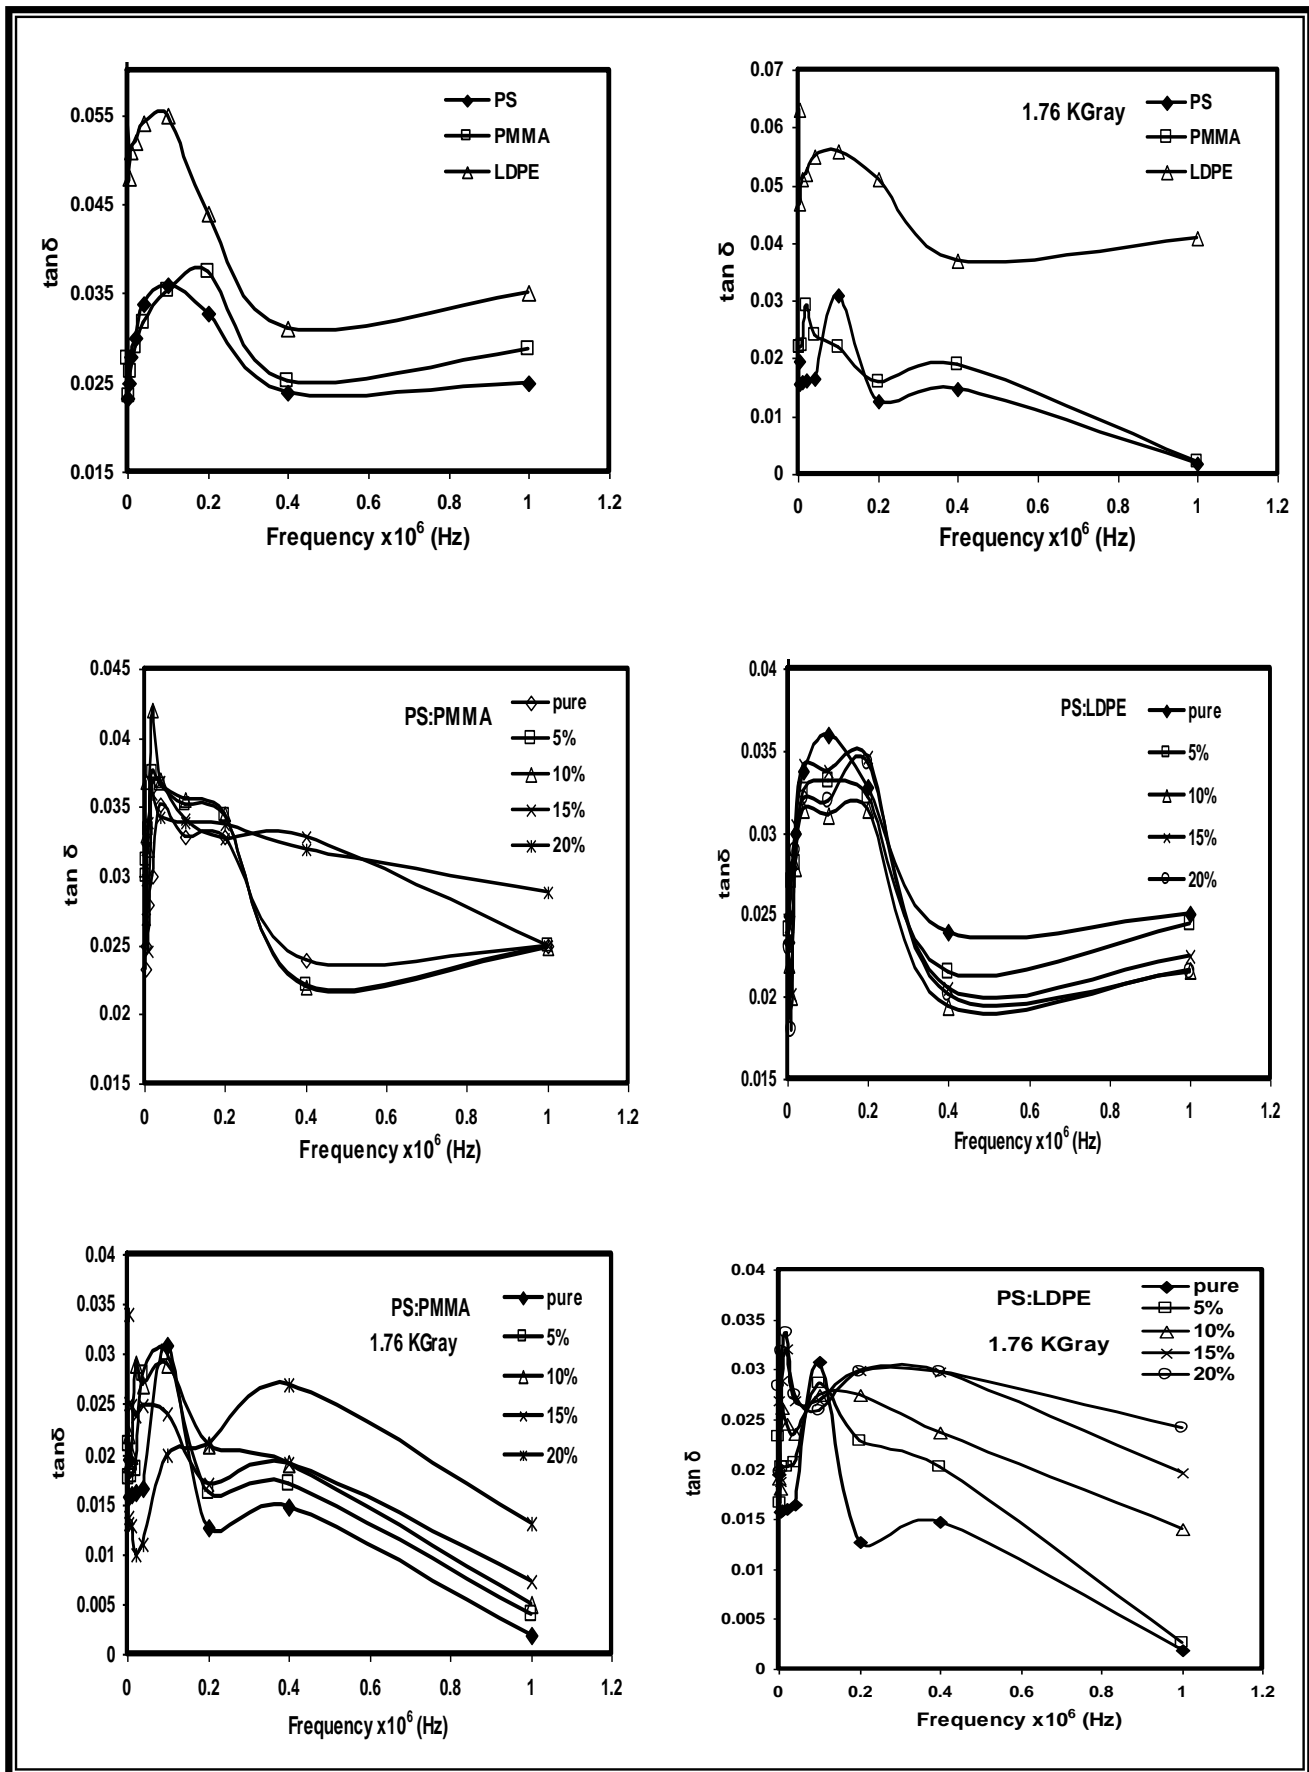 0.055
0.045
0.035
0.025
0.015
tanδ
PS
PMMA
LDPE
0 0.2 0.4 0.6 0.8 1 1.2
Frequency x10⁶ (Hz)
0.07
0.06
0.05
0.04
0.03
0.02
0.01
0
tan δ
1.76 KGray
PS
PMMA
LDPE
0 0.2 0.4 0.6 0.8 1 1.2
Frequency x10⁶ (Hz)
0.045
0.04
0.035
0.03
0.025
0.02
0.015
tan δ
PS:PMMA
pure
5%
10%
15%
20%
0 0.2 0.4 0.6 0.8 1 1.2
Frequency x10⁶ (Hz)
0.04
0.035
0.03
0.025
0.02
0.015
tanδ
PS:LDPE
pure
5%
10%
15%
20%
0 0.2 0.4 0.6 0.8 1 1.2
Frequency x10⁶ (Hz)
0.04
0.035
0.03
0.025
0.02
0.015
0.01
0.005
0
tanδ
PS:PMMA
1.76 KGray
pure
5%
10%
15%
20%
0 0.2 0.4 0.6 0.8 1 1.2
Frequency x10⁶ (Hz)
0.04
0.035
0.03
0.025
0.02
0.015
0.01
0.005
0
tan δ
PS:LDPE
1.76 KGray
pure
5%
10%
15%
20%
0 0.2 0.4 0.6 0.8 1 1.2
Frequency x10⁶ (Hz)